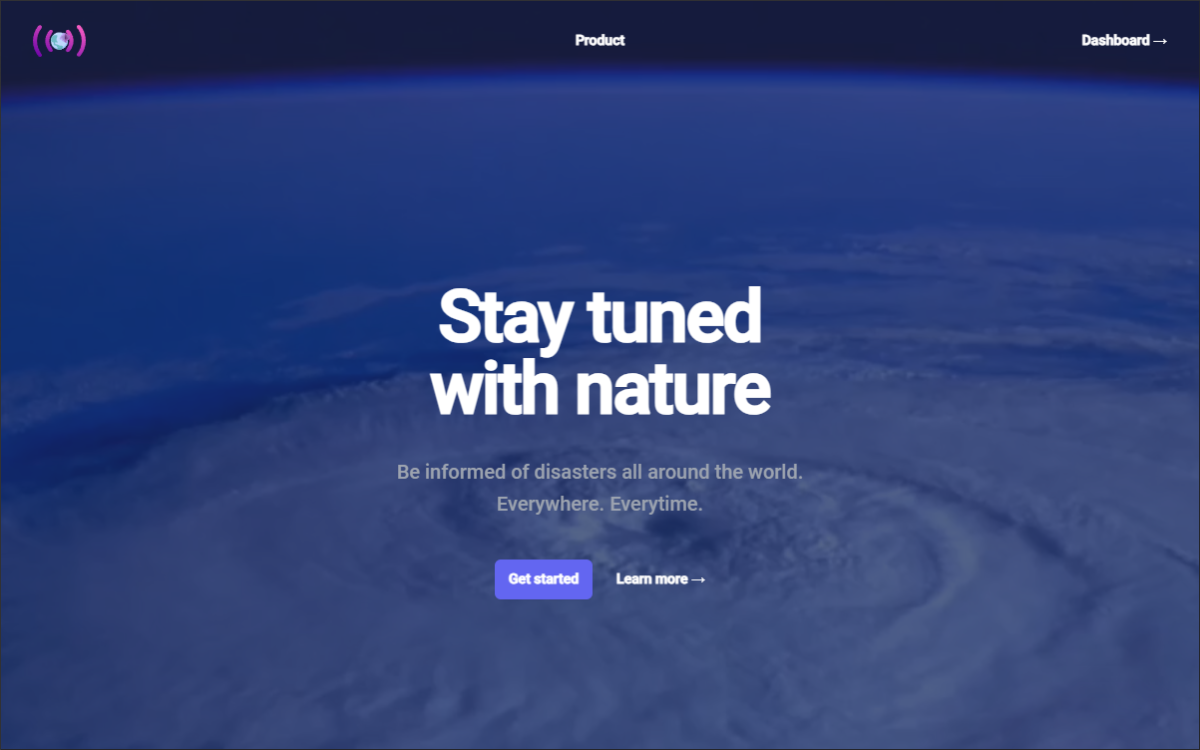 Product
Dashboard →
Stay tuned
with nature
Be informed of disasters all around the world.
Everywhere. Everytime.
Get started
Learn more →